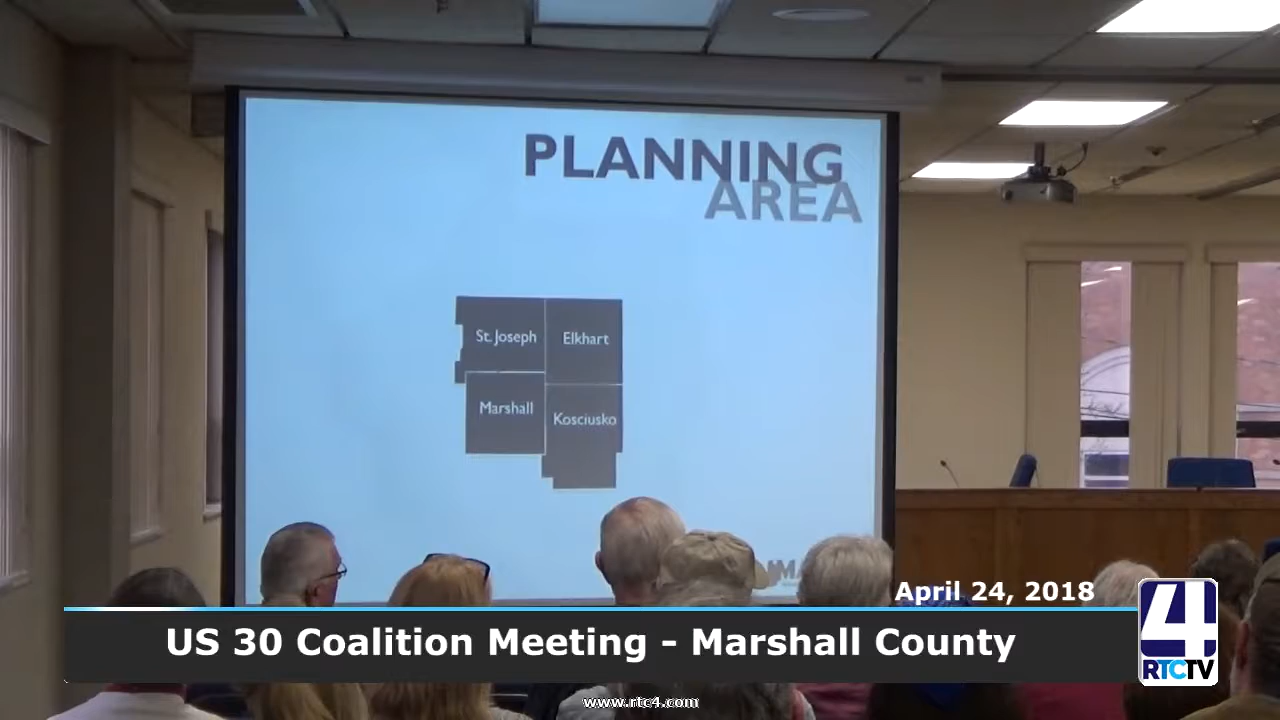 PLANNING
AREA
St. Joseph
Elkhart
Marshall
Kosciusko
April 24, 2018
US 30 Coalition Meeting - Marshall County
4
RTCTV
www.rtc4.com